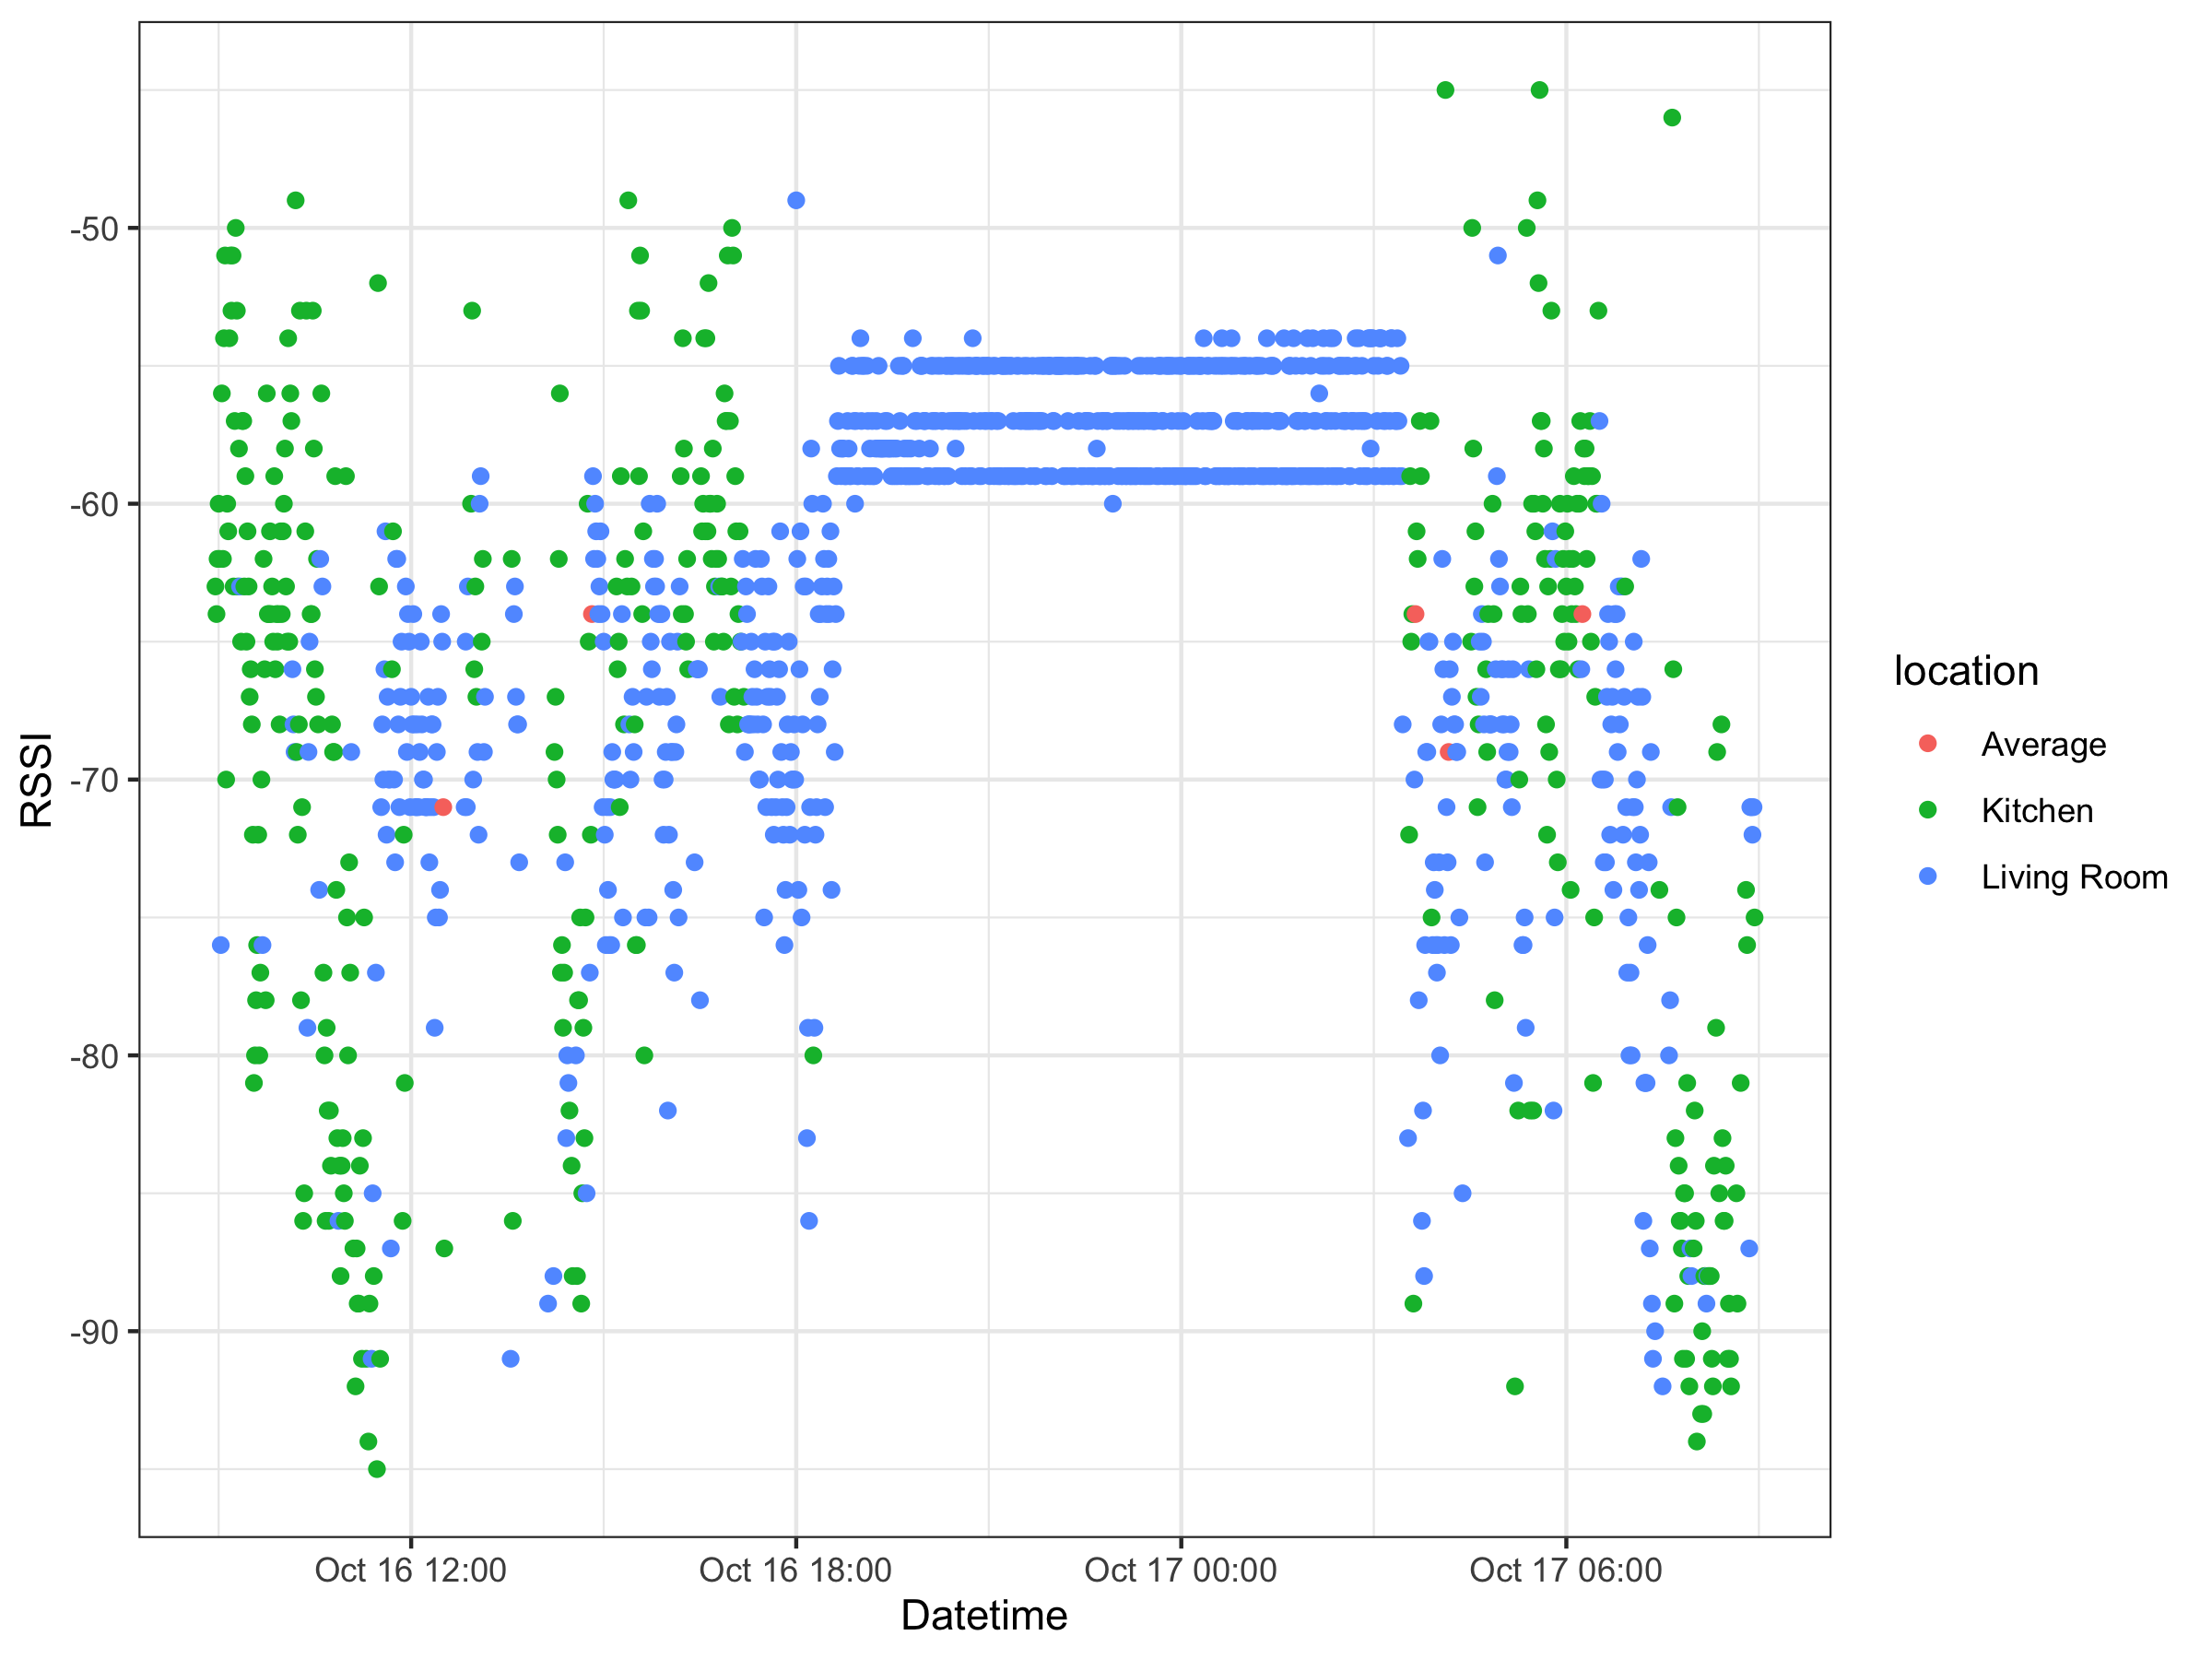 -50
-60
-70
-80
-90
RSSI
Oct 16 12:00
Oct 16 18:00
Oct 17 00:00
Oct 17 06:00
Datetime
location
Average
Kitchen
Living Room